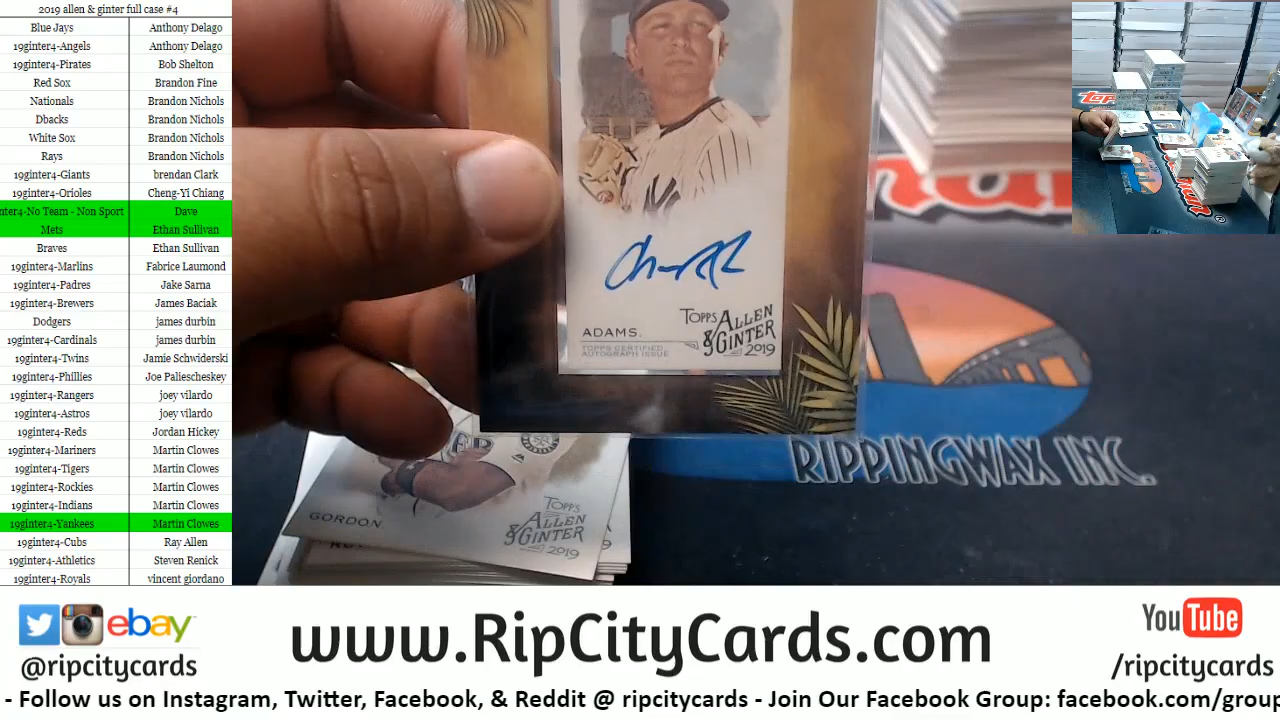 2019 allen & ginter full case #4
Blue Jays Anthony Delago
19ginter4-Angels Anthony Delago
19ginter4-Pirates Bob Shelton
Red Sox Brandon Fine
Nationals Brandon Nichols
Dbacks Brandon Nichols
White Sox Brandon Nichols
Rays Brandon Nichols
19ginter4-Giants brendan Clark
19ginter4-Orioles Cheng-Yi Chiang
nter4-No Team - Non Sport Dave
Mets Ethan Sullivan
Braves Ethan Sullivan
19ginter4-Marlins Fabrice Laumond
19ginter4-Padres Jake Sarna
19ginter4-Brewers James Baciak
Dodgers james durbin
19ginter4-Cardinals james durbin
19ginter4-Twins Jamie Schwiderski
19ginter4-Phillies Joe Paliescheskey
19ginter4-Rangers joey vilardo
19ginter4-Astros joey vilardo
19ginter4-Reds Jordan Hickey
19ginter4-Mariners Martin Clowes
19ginter4-Tigers Martin Clowes
19ginter4-Rockies Martin Clowes
19ginter4-Indians Martin Clowes
19ginter4-Yankees Martin Clowes
19ginter4-Cubs Ray Allen
19ginter4-Athletics Steven Renick
19ginter4-Royals vincent giordano
ADAMS.
TOPPS CERTIFIED
AUTOGRAPH ISSUE
TOPPS ALLEN
& GINTER
2019
GORDON
TOPPS
ALLEN
& GINTER
2019
RIPPINGWAX INC.
ebay
@ripcitycards
www.RipCityCards.com
YouTube
/ripcitycards
- Follow us on Instagram, Twitter, Facebook, & Reddit @ ripcitycards - Join Our Facebook Group: facebook.com/group